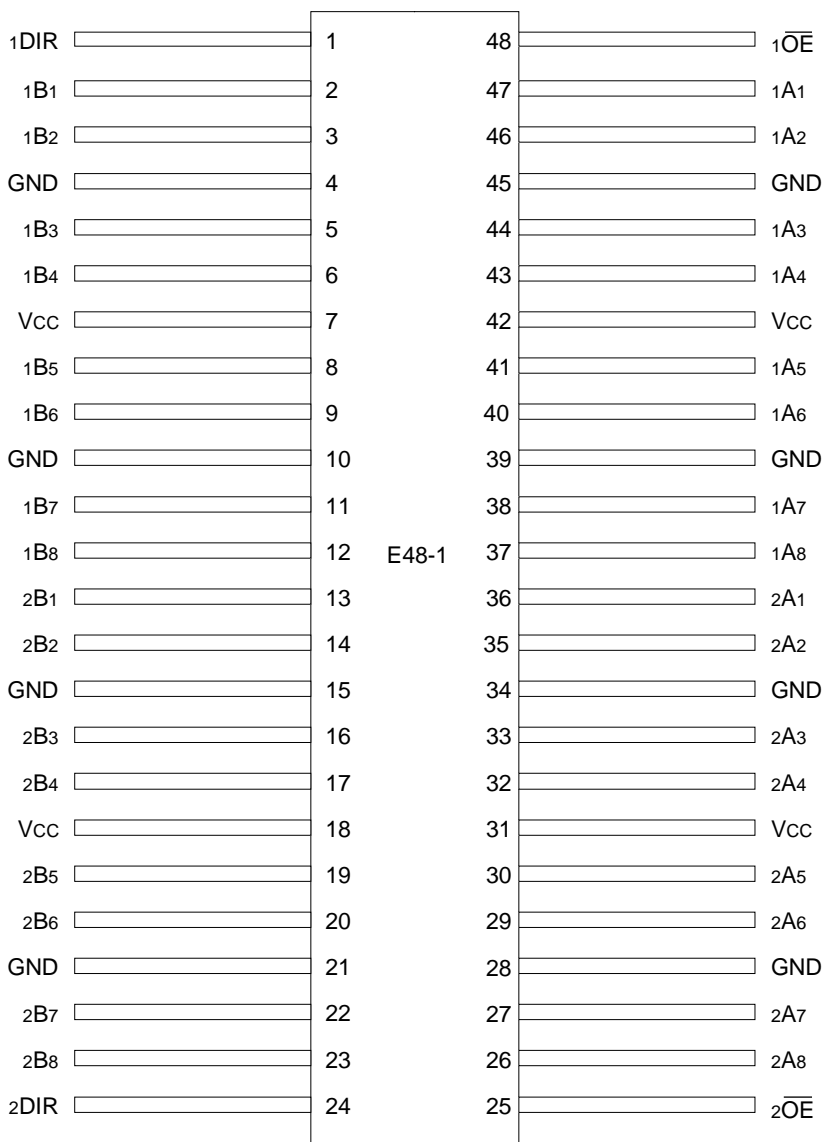 1DIR 1 48 1O̅E̅
1B1 2 47 1A1
1B2 3 46 1A2
GND 4 45 GND
1B3 5 44 1A3
1B4 6 43 1A4
VCC 7 42 VCC
1B5 8 41 1A5
1B6 9 40 1A6
GND 10 39 GND
1B7 11 38 1A7
1B8 12 E48-1 37 1A8
2B1 13 36 2A1
2B2 14 35 2A2
GND 15 34 GND
2B3 16 33 2A3
2B4 17 32 2A4
VCC 18 31 VCC
2B5 19 30 2A5
2B6 20 29 2A6
GND 21 28 GND
2B7 22 27 2A7
2B8 23 26 2A8
2DIR 24 25 2O̅E̅